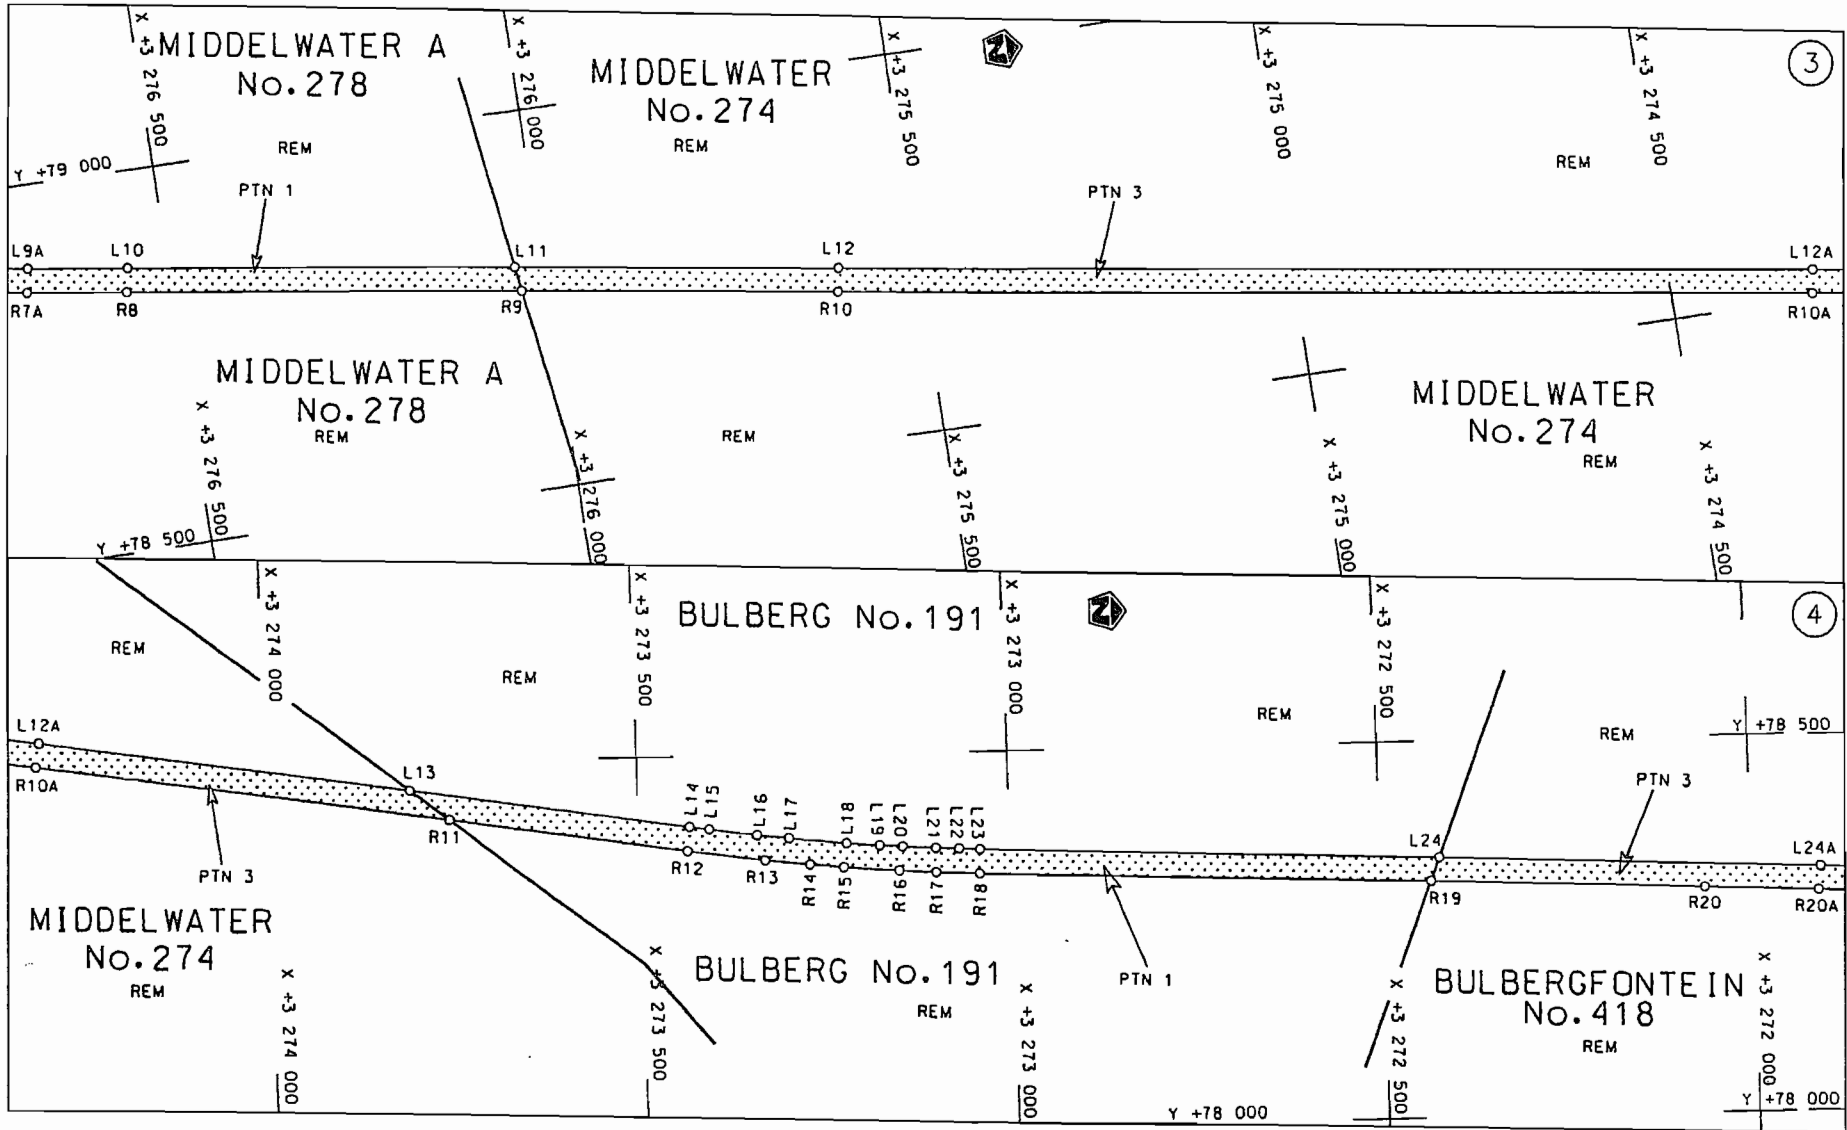 X +3 276 500
MIDDELWATER A
No.278
REM
X +3 276 000
MIDDELWATER
No.274
REM
X +3 275 500
N
X +3 275 000
X +3 274 500
REM
3
Y +79 000
PTN 1
PTN 3
L9A
L10
L11
L12
L12A
R7A
R8
R9
R10
R10A
MIDDELWATER A
No.278
REM
REM
MIDDELWATER
No.274
REM
X +3 276 500
X +3 276 000
X +3 275 500
X +3 275 000
X +3 274 500
Y +78 500
X +3 274 000
X +3 273 500
BULBERG No.191
X +3 273 000
N
X +3 272 500
4
REM
REM
REM
REM
Y +78 500
L12A
L13
L14
L15
L16
L17
L18
L19
L20
L21
L22
L23
L24
PTN 3
L24A
R10A
R11
R12
R13
R14
R15
R16
R17
R18
R19
R20
R20A
PTN 3
MIDDELWATER
No.274
REM
BULBERG No.191
REM
PTN 1
BULBERGFONTEIN
No.418
REM
X +3 274 000
X +3 273 500
X +3 273 000
X +3 272 500
X +3 272 000
Y +78 000
Y +78 000